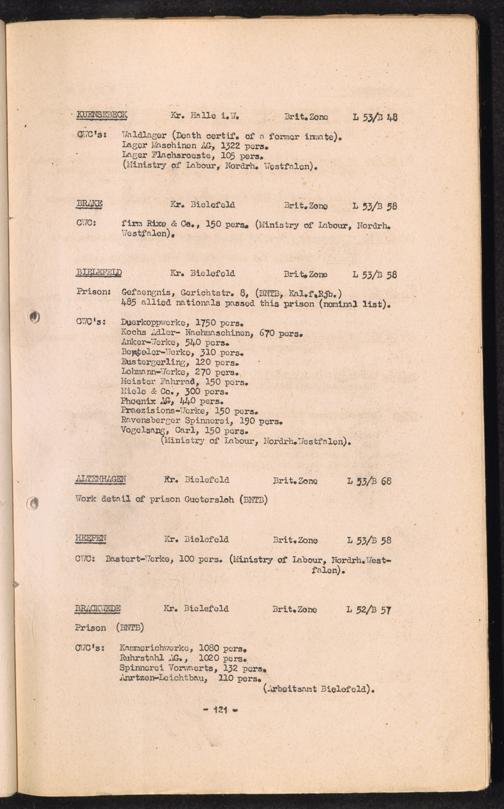 KUENSEBECK Kr. Halle i.W. Brit.Zone L 53/B 48
CWC's: Waldlager (Death certif. of a former inmate).
Lager Maschinen AG, 1322 pers.
Lager Flachsroeste, 105 pers.
(Ministry of Labour, Nordrh. Westfalen).
BRAKE Kr. Bielefeld Brit.Zone L 53/B 58
CWC: firm Rixe & Co., 150 pers. (Ministry of Labour, Nordrh.
Westfalen).
BIELEFELD Kr. Bielefeld Brit.Zone L 53/B 58
Prison: Gefaengnis, Gerichtstr. 8, (BNTB, Kal.f.Rjb.)
485 allied nationals passed this prison (nominal list).
CWC's: Duerkoppwerke, 1750 pers.
Kochs Adler- Naehmaschinen, 670 pers.
Anker-Werke, 540 pers.
Benteler-Werke, 310 pers.
Dustergerling, 120 pers.
Lohmann-Werke, 270 pers.
Meister Fahrrad, 150 pers.
Miele & Co., 300 pers.
Phoenix AG, 440 pers.
Praezisions-Werke, 150 pers.
Ravensberger Spinnerei, 190 pers.
Vogelsang, Carl, 150 pers.
(Ministry of Labour, Nordrh.Westfalen).
ALTENHAGEN Kr. Bielefeld Brit.Zone L 53/B 68
Work detail of prison Guetersloh (BNTB)
HEEPEN Kr. Bielefeld Brit.Zone L 53/B 58
CWC: Dastert-Werke, 100 pers. (Ministry of Labour, Nordrh.West-
falen).
BRACKWEDE Kr. Bielefeld Brit.Zone L 52/B 57
Prison (BNTB)
CWC's: Kammerichwerke, 1080 pers.
Ruhrstahl AG., 1020 pers.
Spinnerei Vorwaerts, 132 pers.
Anrtzen-Leichtbau, 110 pers.
(Arbeitsamt Bielefeld).
- 121 -